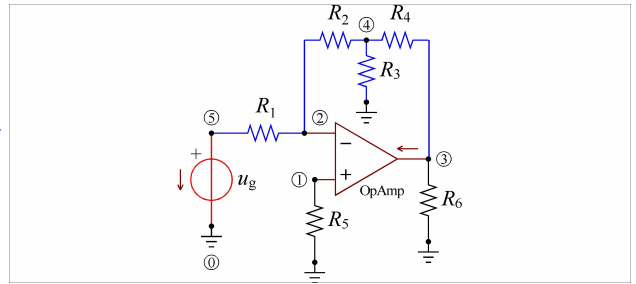 ④
R2 R4
R3
R1
⑤ ②
− 
+ ug
① + OpAmp ③
R5 R6
⓪